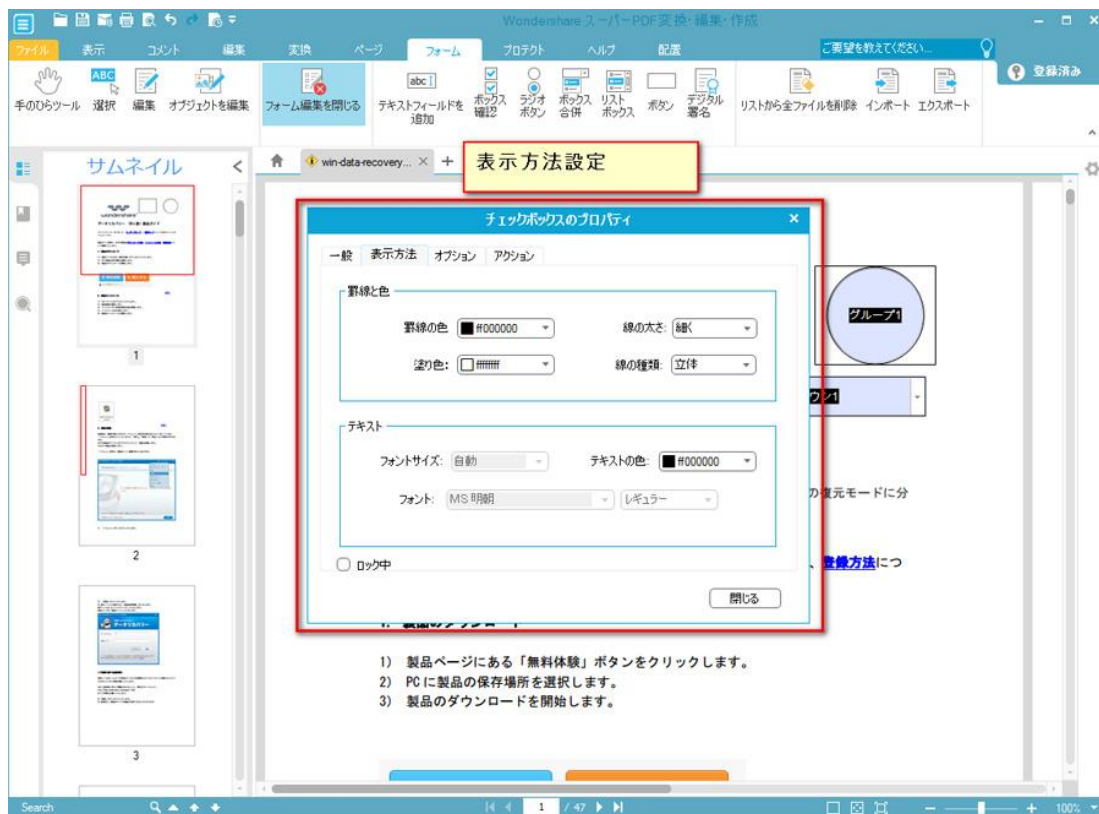 Wondershare スーパーPDF変換・編集・作成
ファイル 表示 コメント 編集 変換 ページ フォーム プロテクト ヘルプ 配置 ご要望を教えてください... 登録済み
手のひらツール 選択 編集 オブジェクトを編集 フォーム編集を閉じる テキストフィールドを追加 ボックス確認 ラジオボタン ボックス合併 リストボックス ボタン デジタル署名 リストから全ファイルを削除 インポート エクスポート
abc ABC
サムネイル
win-data-recovery...
表示方法設定
チェックボックスのプロパティ
一般 表示方法 オプション アクション
罫線と色
罫線の色 #000000 線の太さ: 細く
塗り色: #ffffff 線の種類: 立体
テキスト
フォントサイズ: 自動 テキストの色: #000000
フォント: MS 明朝 レギュラー
ロック中
閉じる
グループ1
ウン1
の復元モードに分
、登録方法につ
1) 製品ページにある「無料体験」ボタンをクリックします。
2) PCに製品の保存場所を選択します。
3) 製品のダウンロードを開始します。
1
2
3
Search 1 / 47 100%